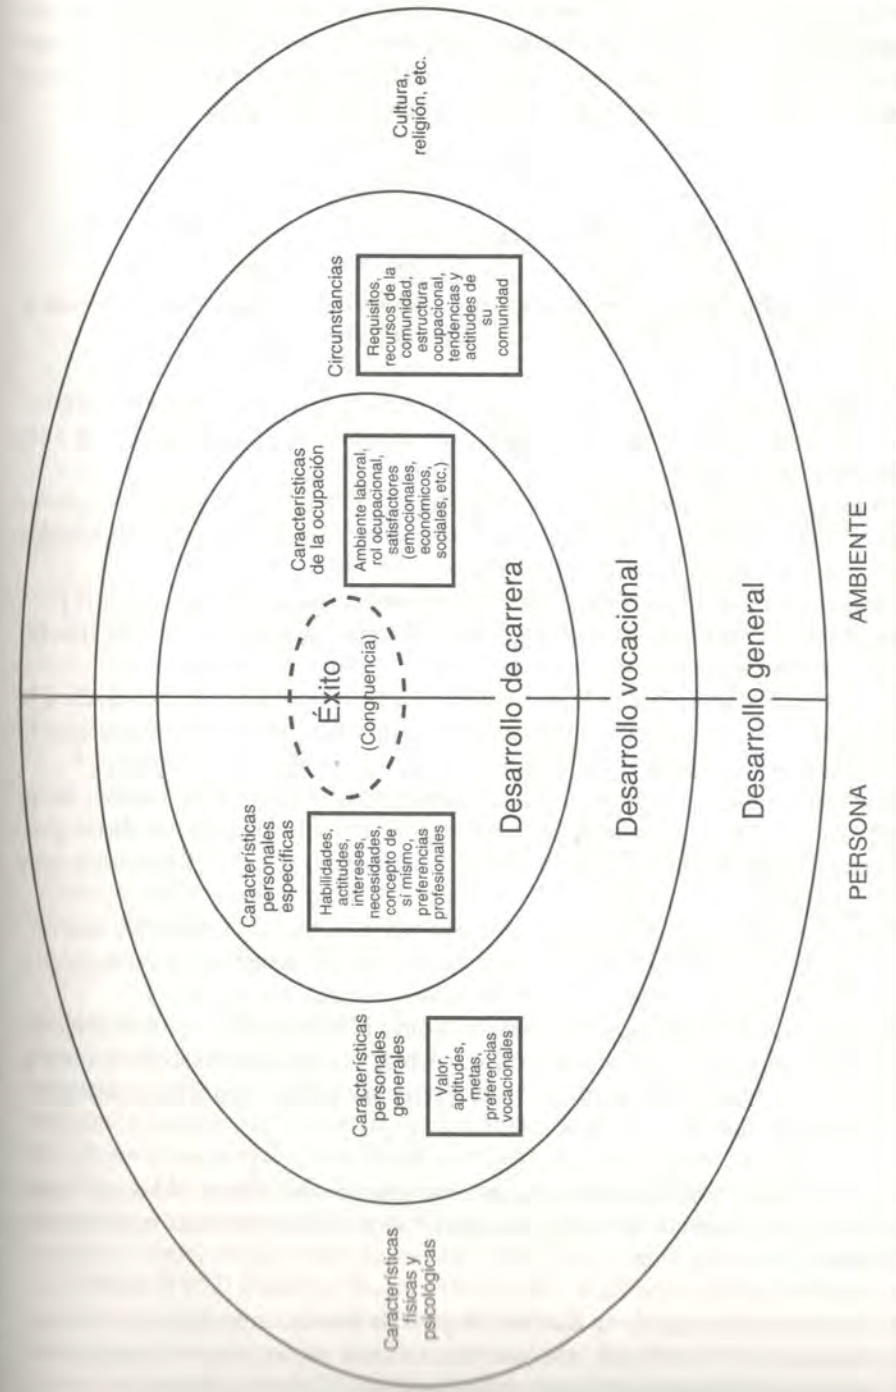 Características
físicas y
psicológicas
Características
personales
generales
Valor,
aptitudes,
metas,
preferencias
vocacionales
Características
personales
específicas
Habilidades,
actitudes,
intereses,
necesidades,
concepto de
sí mismo,
preferencias
profesionales
Éxito
(Congruencia)
Características
de la ocupación
Ambiente laboral,
rol ocupacional,
satisfactores
(emocionales,
económicos,
sociales, etc.)
Circunstancias
Requisitos,
recursos de la
comunidad,
estructura
ocupacional,
tendencias y
actitudes de
su
comunidad
Cultura,
religión, etc.
Desarrollo de carrera
Desarrollo vocacional
Desarrollo general
PERSONA
AMBIENTE